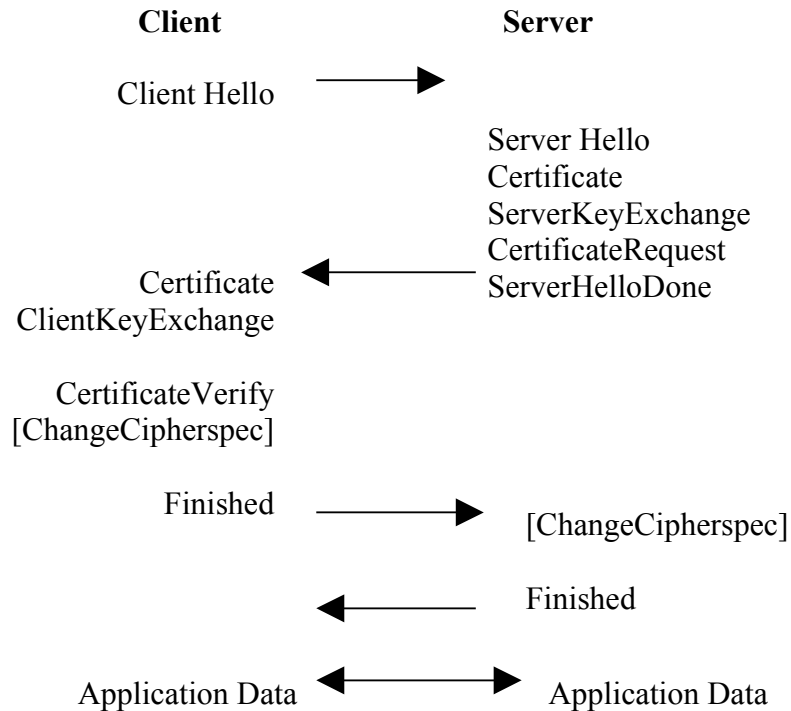 Client Server
Client Hello
Server Hello
Certificate
ServerKeyExchange
CertificateRequest
ServerHelloDone
Certificate
ClientKeyExchange
CertificateVerify
[ChangeCipherspec]
Finished
[ChangeCipherspec]
Finished
Application Data Application Data